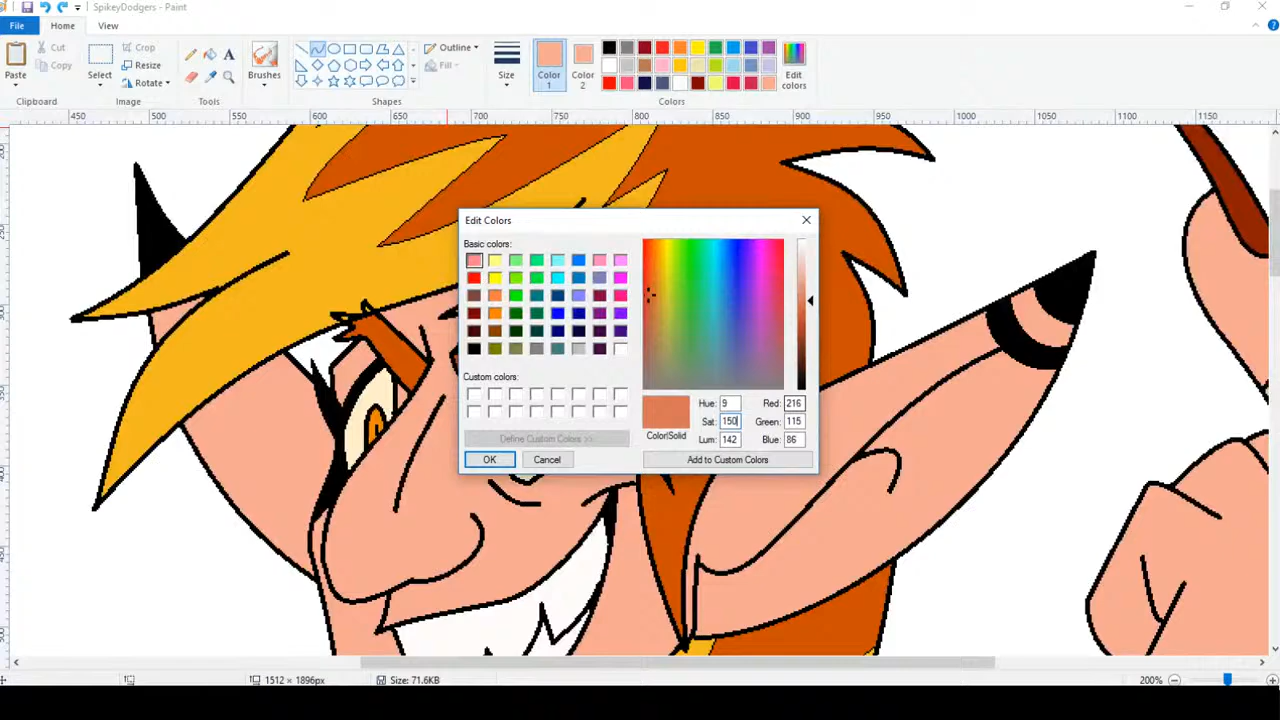 SpikeyDodgers - Paint
File Home View
Paste
Cut
Copy
Clipboard
Select
Crop
Resize
Rotate
Image
A
Tools
Brushes
Outline
Fill
Shapes
Size
Color 1
Color 2
Edit colors
Colors
450 500 550 600 650 700 750 800 850 900 950 1000 1050 1100 1150
Edit Colors
Basic colors:
Custom colors:
Define Custom Colors >>
OK Cancel
Color|Solid
Hue: 9 Red: 216
Sat: 150 Green: 115
Lum: 142 Blue: 86
Add to Custom Colors
1512 × 1896px Size: 71.6KB 200%